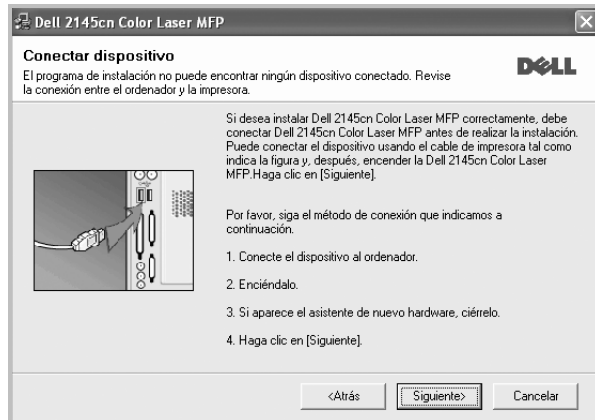 Dell 2145cn Color Laser MFP
Conectar dispositivo
El programa de instalación no puede encontrar ningún dispositivo conectado. Revise
la conexión entre el ordenador y la impresora.
DELL
Si desea instalar Dell 2145cn Color Laser MFP correctamente, debe
conectar Dell 2145cn Color Laser MFP antes de realizar la instalación.
Puede conectar el dispositivo usando el cable de impresora tal como
indica la figura y, después, encender la Dell 2145cn Color Laser
MFP.Haga clic en [Siguiente].
Por favor, siga el método de conexión que indicamos a
continuación.
1. Conecte el dispositivo al ordenador.
2. Enciéndalo.
3. Si aparece el asistente de nuevo hardware, ciérrelo.
4. Haga clic en [Siguiente].
<Atrás
Siguiente>
Cancelar